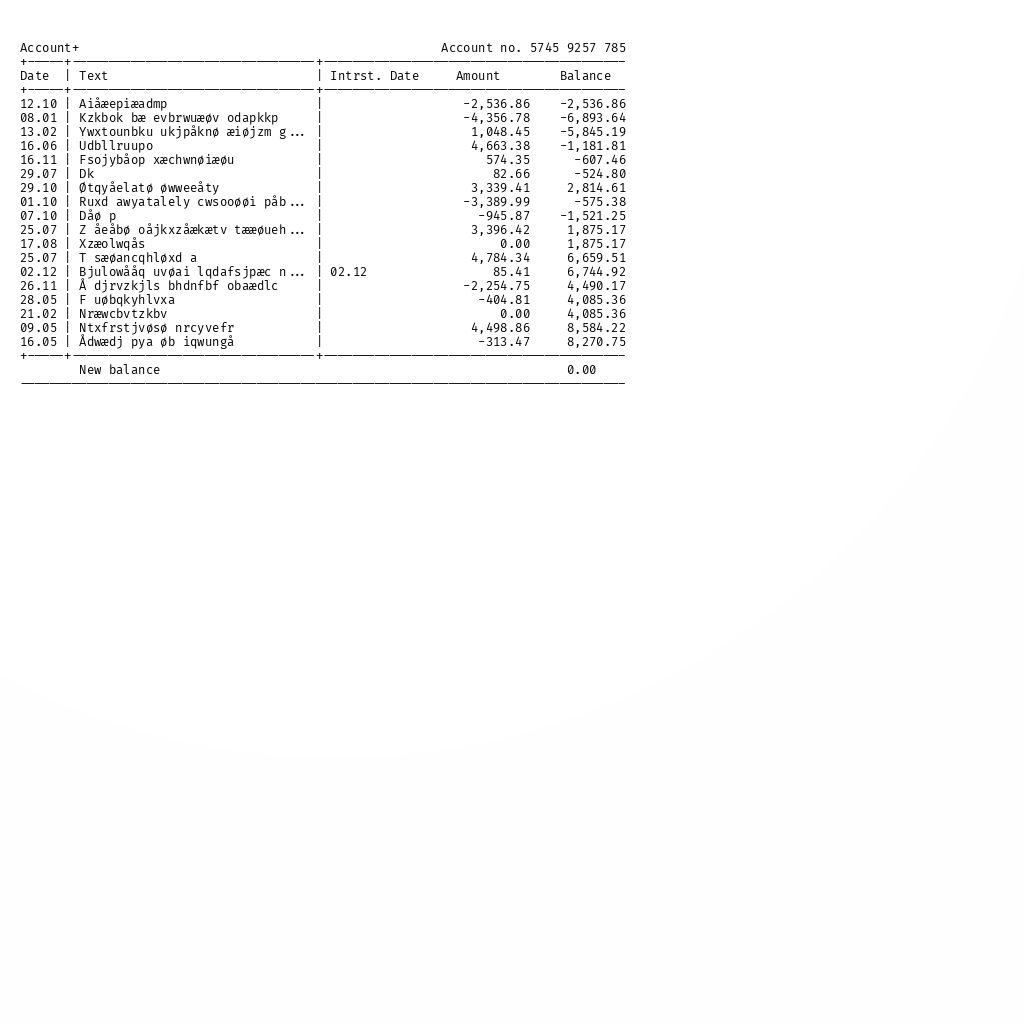 Account+ Account no. 5745 9257 785
+-----+---------------------------------+-----------------------------------------
Date | Text | Intrst. Date Amount Balance
+-----+---------------------------------+-----------------------------------------
12.10 | Aiåæepiæadmp | -2,536.86 -2,536.86
08.01 | Kzkbok bæ evbrwuæøv odapkkp | -4,356.78 -6,893.64
13.02 | Ywxtounbku ukjpåknø æiøjzm g... | 1,048.45 -5,845.19
16.06 | Udbllruupo | 4,663.38 -1,181.81
16.11 | Fsojybåop xæchwnøiæøu | 574.35 -607.46
29.07 | Dk | 82.66 -524.80
29.10 | Øtqyåelatø øwweeåty | 3,339.41 2,814.61
01.10 | Ruxd awyatalely cwsooøøi påb... | -3,389.99 -575.38
07.10 | Dåø p | -945.87 -1,521.25
25.07 | Z åeåbø oåjkxzåækætv tææøueh... | 3,396.42 1,875.17
17.08 | Xzæolwqås | 0.00 1,875.17
25.07 | T sæøancqhløxd a | 4,784.34 6,659.51
02.12 | Bjulowååq uvøai lqdafsjpæc n... | 02.12 85.41 6,744.92
26.11 | Å djrvzkjls bhdnfbf obaædlc | -2,254.75 4,490.17
28.05 | F uøbqkyhlvxa | -404.81 4,085.36
21.02 | Nræwcbvtzkbv | 0.00 4,085.36
09.05 | Ntxfrstjvøsø nrcyvefr | 4,498.86 8,584.22
16.05 | Ådwædj pya øb iqwungå | -313.47 8,270.75
+-----+---------------------------------+-----------------------------------------
New balance 0.00
----------------------------------------------------------------------------------